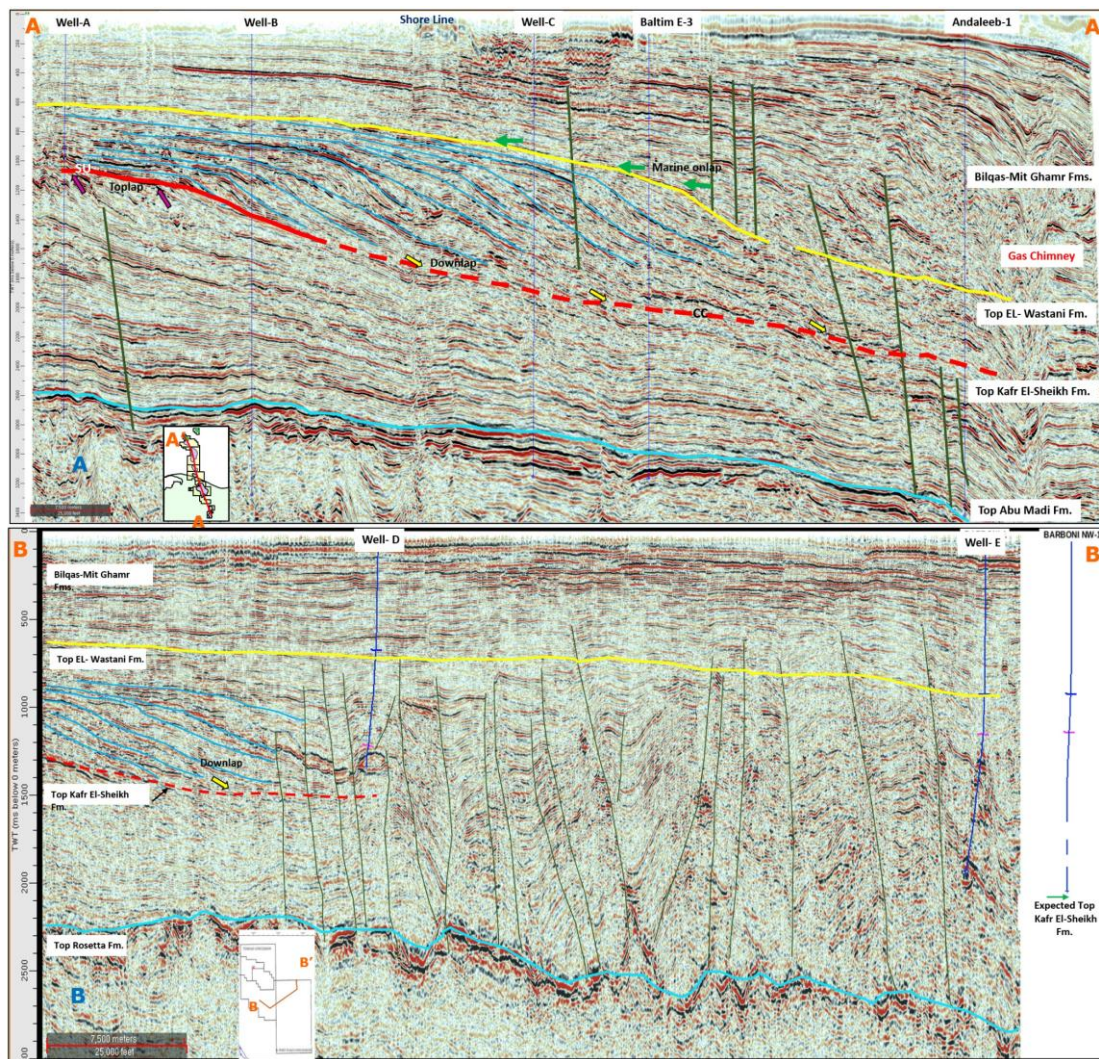 A
Well-A
Well-B
Shore Line
Well-C
Baltim E-3
Andaleeb-1
A
Marine onlap
Bilqas-Mit Ghamr Fms.
SU
Toplap
Gas Chimney
Downlap
CC
Top EL- Wastani Fm.
Top Kafr El-Sheikh Fm.
A
A
A
Top Abu Madi Fm.
B
Well- D
Well- E
BARBONI NW-1
B
Bilqas-Mit Ghamr
Fms.
0
500
Top EL- Wastani Fm.
1000
Downlap
Top Kafr El-Sheikh
Fm.
1500
TWT (ms below 0 meters)
2000
Expected Top
Kafr El-Sheikh
Fm.
Top Rosetta Fm.
2500
B
B'
B
7,500 meters
25,000 feet